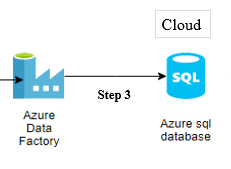 Cloud
SQL
Step 3
Azure
Data
Factory
Azure sql
database